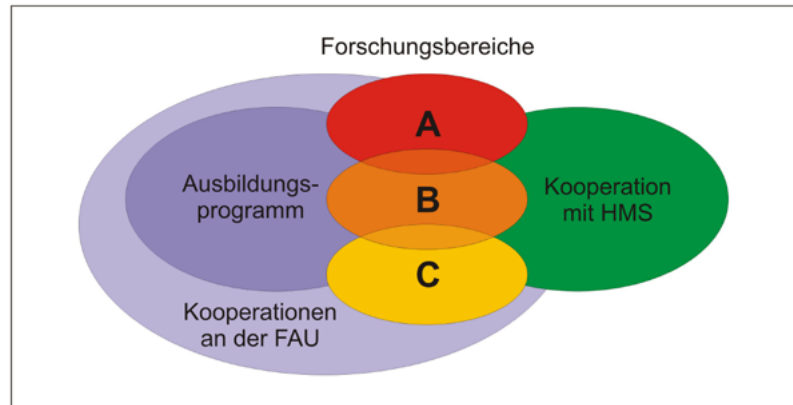 Forschungsbereiche
A
Ausbildungs-
programm
B
Kooperation
mit HMS
C
Kooperationen
an der FAU